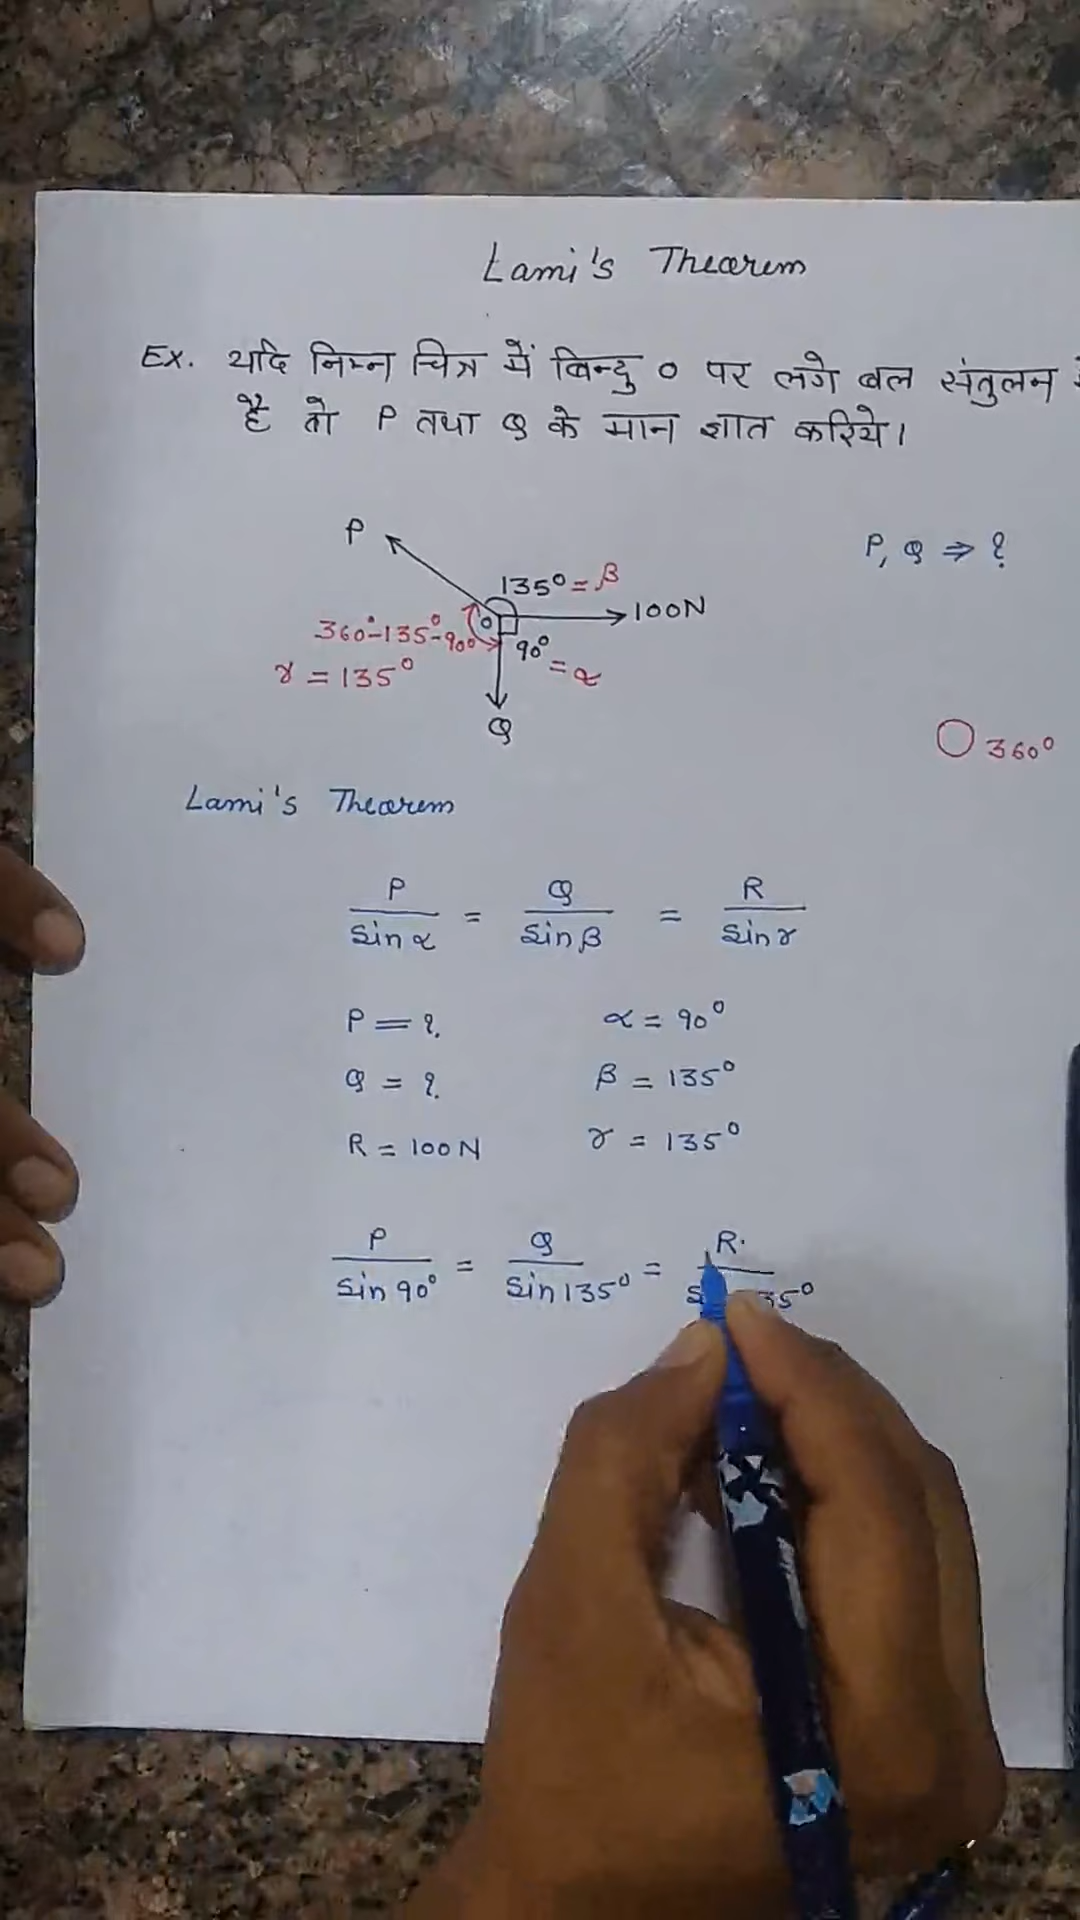 Lami's Thearem
Ex. यदि निम्न चित्र में बिन्दु O पर लगे बल संतुलन
है तो P तथा Q के मान ज्ञात करिये।
P, Q ⇒ ?
P
135° = β
100N
O
360°-135°-90°
90° = α
γ = 135°
Q
360°
Lami's Thearem
P/sin α = Q/sin β = R/sin γ
P = ? α = 90°
Q = ? β = 135°
R = 100N γ = 135°
P/sin 90° = Q/sin 135° = R